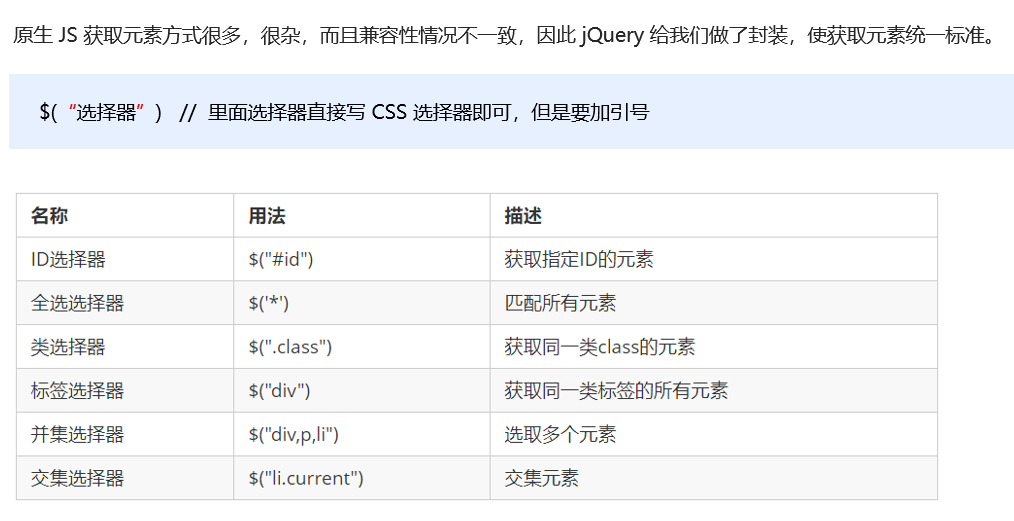 原生 JS 获取元素方式很多，很杂，而且兼容性情况不一致，因此 jQuery 给我们做了封装，使获取元素统一标准。
$(“选择器”) // 里面选择器直接写 CSS 选择器即可，但是要加引号
名称 用法 描述
ID选择器 $("#id") 获取指定ID的元素
全选选择器 $('*') 匹配所有元素
类选择器 $(".class") 获取同一类class的元素
标签选择器 $("div") 获取同一类标签的所有元素
并集选择器 $("div,p,li") 选取多个元素
交集选择器 $("li.current") 交集元素